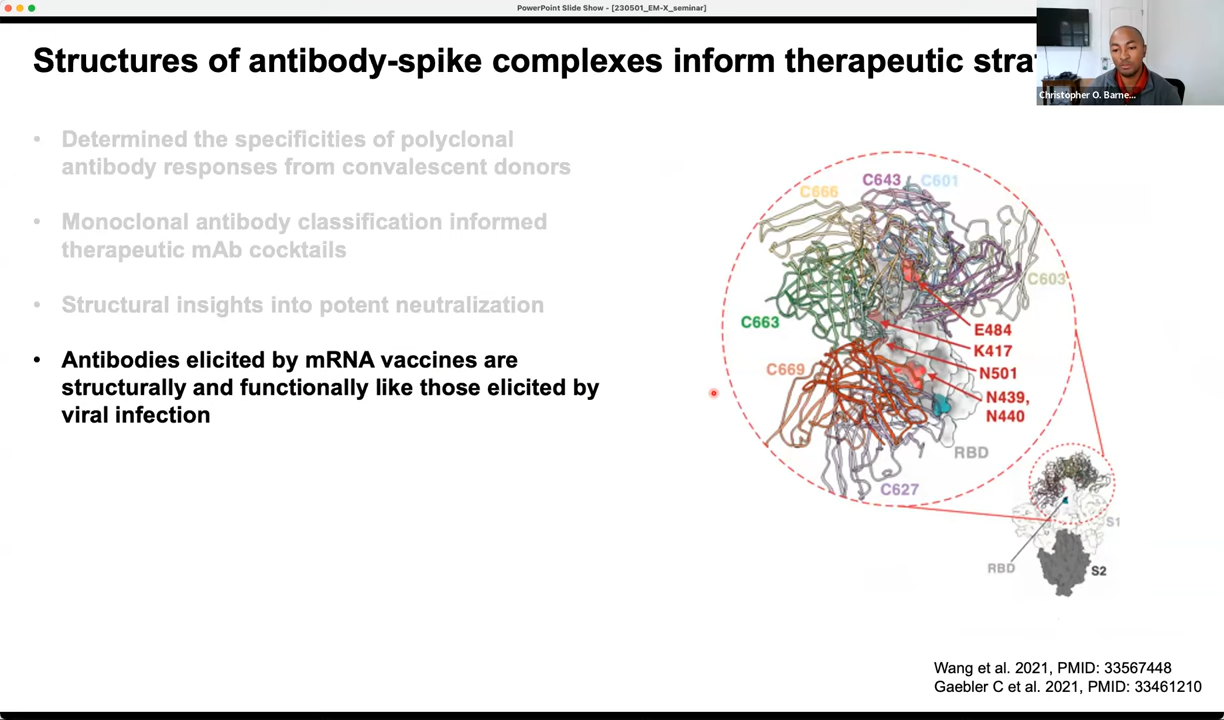 PowerPoint Slide Show - [230501_EM-X_seminar]
Structures of antibody-spike complexes inform therapeutic stra
Christopher O. Barne...
• Determined the specificities of polyclonal
antibody responses from convalescent donors
• Monoclonal antibody classification informed
therapeutic mAb cocktails
• Structural insights into potent neutralization
• Antibodies elicited by mRNA vaccines are
structurally and functionally like those elicited by
viral infection
C666
C643
C601
C603
C663
E484
K417
N501
C669
N439,
N440
RBD
C627
S1
RBD
S2
Wang et al. 2021, PMID: 33567448
Gaebler C et al. 2021, PMID: 33461210